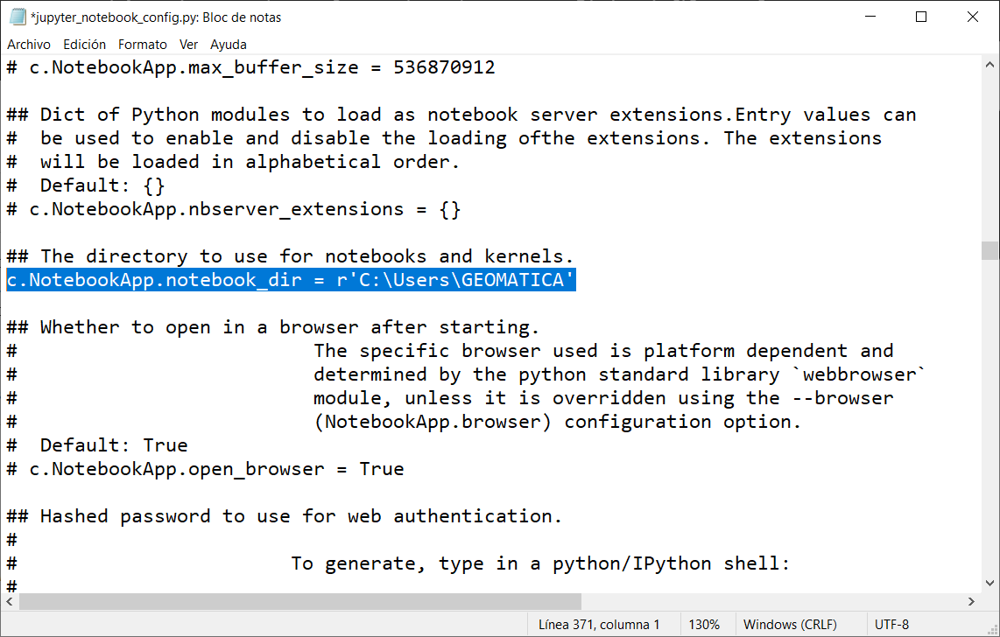 *jupyter_notebook_config.py: Bloc de notas
Archivo Edición Formato Ver Ayuda
# c.NotebookApp.max_buffer_size = 536870912
## Dict of Python modules to load as notebook server extensions.Entry values can
#  be used to enable and disable the loading ofthe extensions. The extensions
#  will be loaded in alphabetical order.
#  Default: {}
# c.NotebookApp.nbserver_extensions = {}
## The directory to use for notebooks and kernels.
c.NotebookApp.notebook_dir = r'C:\Users\GEOMATICA'
## Whether to open in a browser after starting.
#                          The specific browser used is platform dependent and
#                          determined by the python standard library `webbrowser`
#                          module, unless it is overridden using the --browser
#                          (NotebookApp.browser) configuration option.
#  Default: True
# c.NotebookApp.open_browser = True
## Hashed password to use for web authentication.
#
#                        To generate, type in a python/IPython shell:
#
Línea 371, columna 1 130% Windows (CRLF) UTF-8